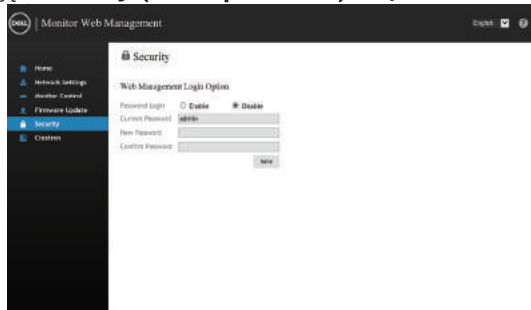 DELL Monitor Web Management English
Home
Network Settings
Monitor Control
Firmware Update
Security
Crestron
Security
Web Management Login Option
Password Login Enable Disable
Current Password admin
New Password
Confirm Password
Save